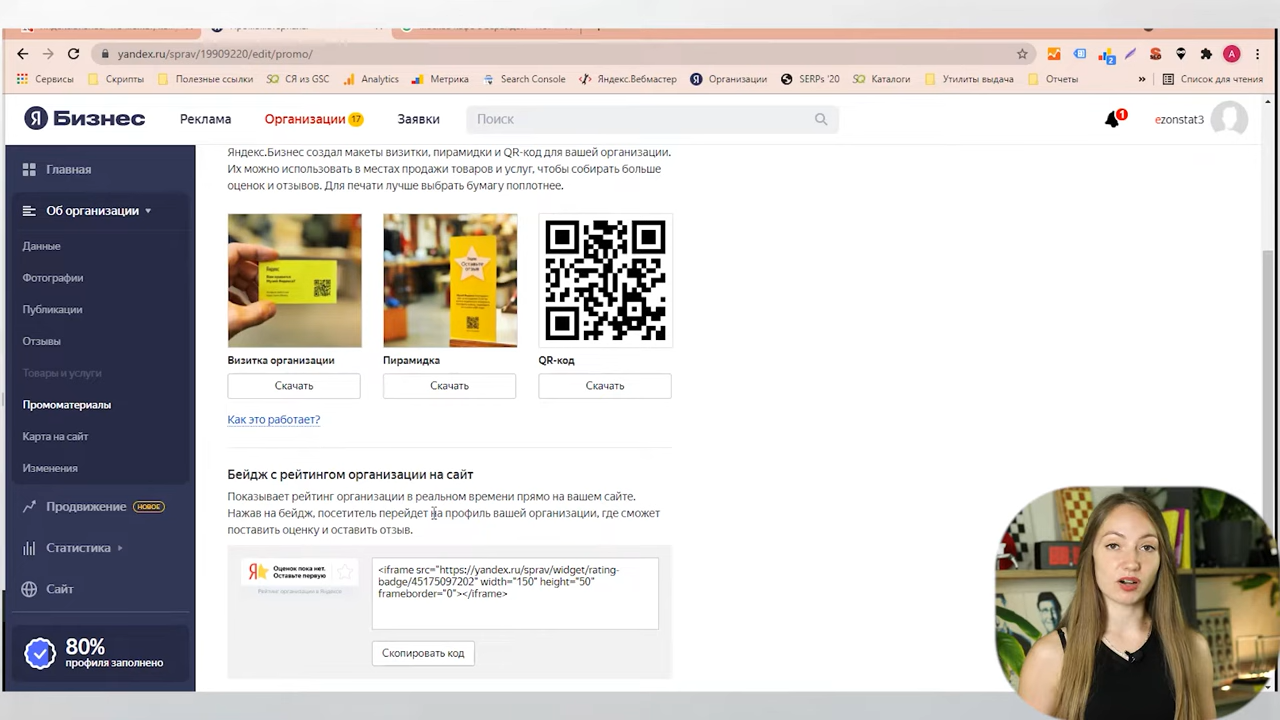 yandex.ru/sprav/19909220/edit/promo/
A
Сервисы
Скрипты
Полезные ссылки
СЯ из GSC
Analytics
Метрика
Search Console
Яндекс.Вебмастер
Организации
SERPs '20
Каталоги
Утилиты выдача
Отчеты
»
Список для чтения
Я Бизнес
Реклама
Организации 17
Заявки
Поиск
1
ezonstat3
Главная
Об организации
Данные
Фотографии
Публикации
Отзывы
Товары и услуги
Промоматериалы
Карта на сайт
Изменения
Продвижение НОВОЕ
Статистика
Сайт
80%
профиля заполнено
Яндекс.Бизнес создал макеты визитки, пирамидки и QR-код для вашей организации.
Их можно использовать в местах продажи товаров и услуг, чтобы собирать больше
оценок и отзывов. Для печати лучше выбрать бумагу поплотнее.
Оставьте
отзыв
Визитка организации
Пирамидка
QR-код
Скачать
Скачать
Скачать
Как это работает?
Бейдж с рейтингом организации на сайт
Показывает рейтинг организации в реальном времени прямо на вашем сайте.
Нажав на бейдж, посетитель перейдет на профиль вашей организации, где сможет
поставить оценку и оставить отзыв.
Я
Оценок пока нет.
Оставьте первую
Рейтинг организации в Яндексе
<iframe src="https://yandex.ru/sprav/widget/rating-
badge/45175097202" width="150" height="50"
frameborder="0"></iframe>
Скопировать код